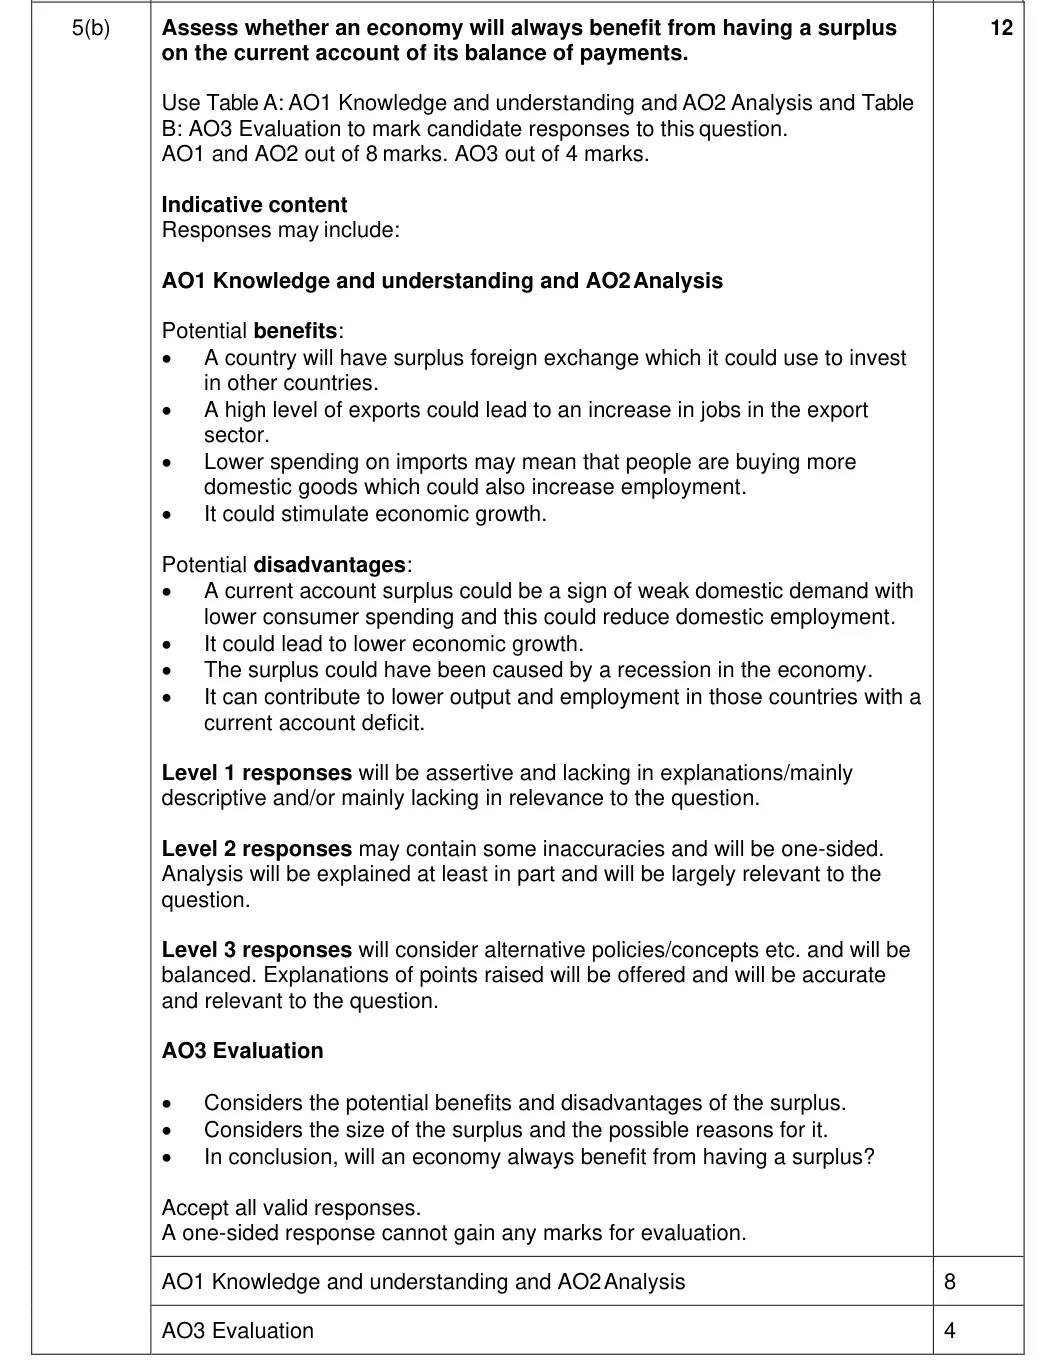 5(b)
Assess whether an economy will always benefit from having a surplus
on the current account of its balance of payments.
12
Use Table A: AO1 Knowledge and understanding and AO2 Analysis and Table
B: AO3 Evaluation to mark candidate responses to this question.
AO1 and AO2 out of 8 marks. AO3 out of 4 marks.
Indicative content
Responses may include:
AO1 Knowledge and understanding and AO2 Analysis
Potential benefits:
• A country will have surplus foreign exchange which it could use to invest
in other countries.
• A high level of exports could lead to an increase in jobs in the export
sector.
• Lower spending on imports may mean that people are buying more
domestic goods which could also increase employment.
• It could stimulate economic growth.
Potential disadvantages:
• A current account surplus could be a sign of weak domestic demand with
lower consumer spending and this could reduce domestic employment.
• It could lead to lower economic growth.
• The surplus could have been caused by a recession in the economy.
• It can contribute to lower output and employment in those countries with a
current account deficit.
Level 1 responses will be assertive and lacking in explanations/mainly
descriptive and/or mainly lacking in relevance to the question.
Level 2 responses may contain some inaccuracies and will be one-sided.
Analysis will be explained at least in part and will be largely relevant to the
question.
Level 3 responses will consider alternative policies/concepts etc. and will be
balanced. Explanations of points raised will be offered and will be accurate
and relevant to the question.
AO3 Evaluation
• Considers the potential benefits and disadvantages of the surplus.
• Considers the size of the surplus and the possible reasons for it.
• In conclusion, will an economy always benefit from having a surplus?
Accept all valid responses.
A one-sided response cannot gain any marks for evaluation.
AO1 Knowledge and understanding and AO2 Analysis
8
AO3 Evaluation
4